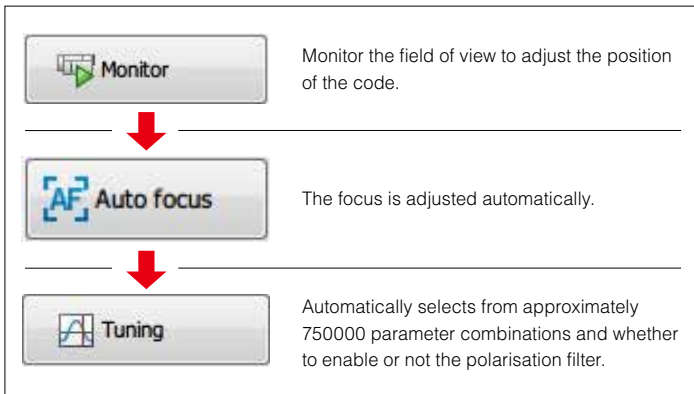 Monitor
Monitor the field of view to adjust the position
of the code.
AF Auto focus
The focus is adjusted automatically.
Tuning
Automatically selects from approximately
750000 parameter combinations and whether
to enable or not the polarisation filter.